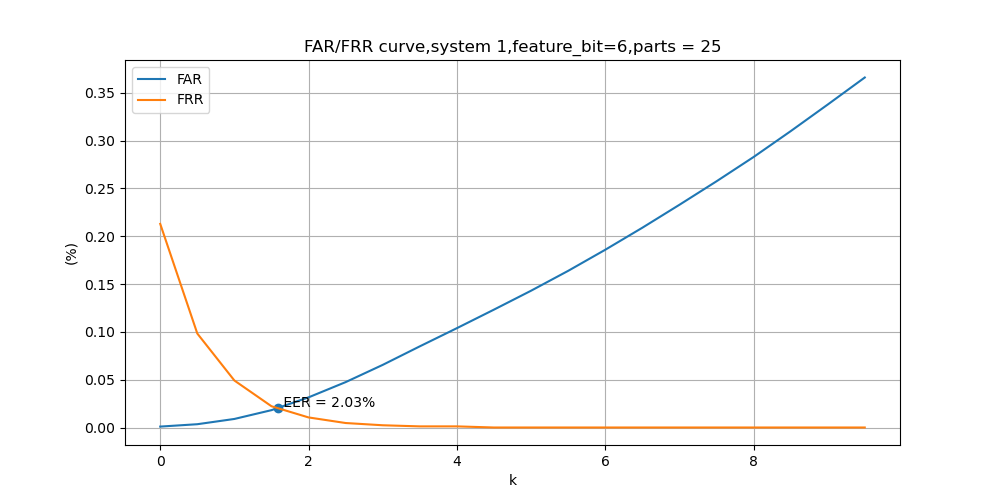 FAR/FRR curve,system 1,feature_bit=6,parts = 25
FAR
FRR
0.35
0.30
0.25
0.20
0.15
0.10
0.05
0.00
(%)
EER = 2.03%
0 2 4 6 8
k